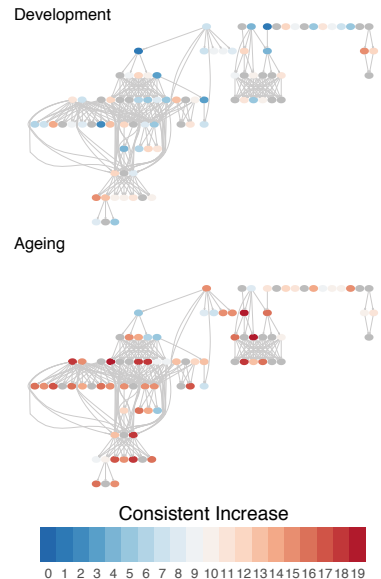 Development
Ageing
Consistent Increase
0 1 2 3 4 5 6 7 8 9 10 11 12 13 14 15 16 17 18 19